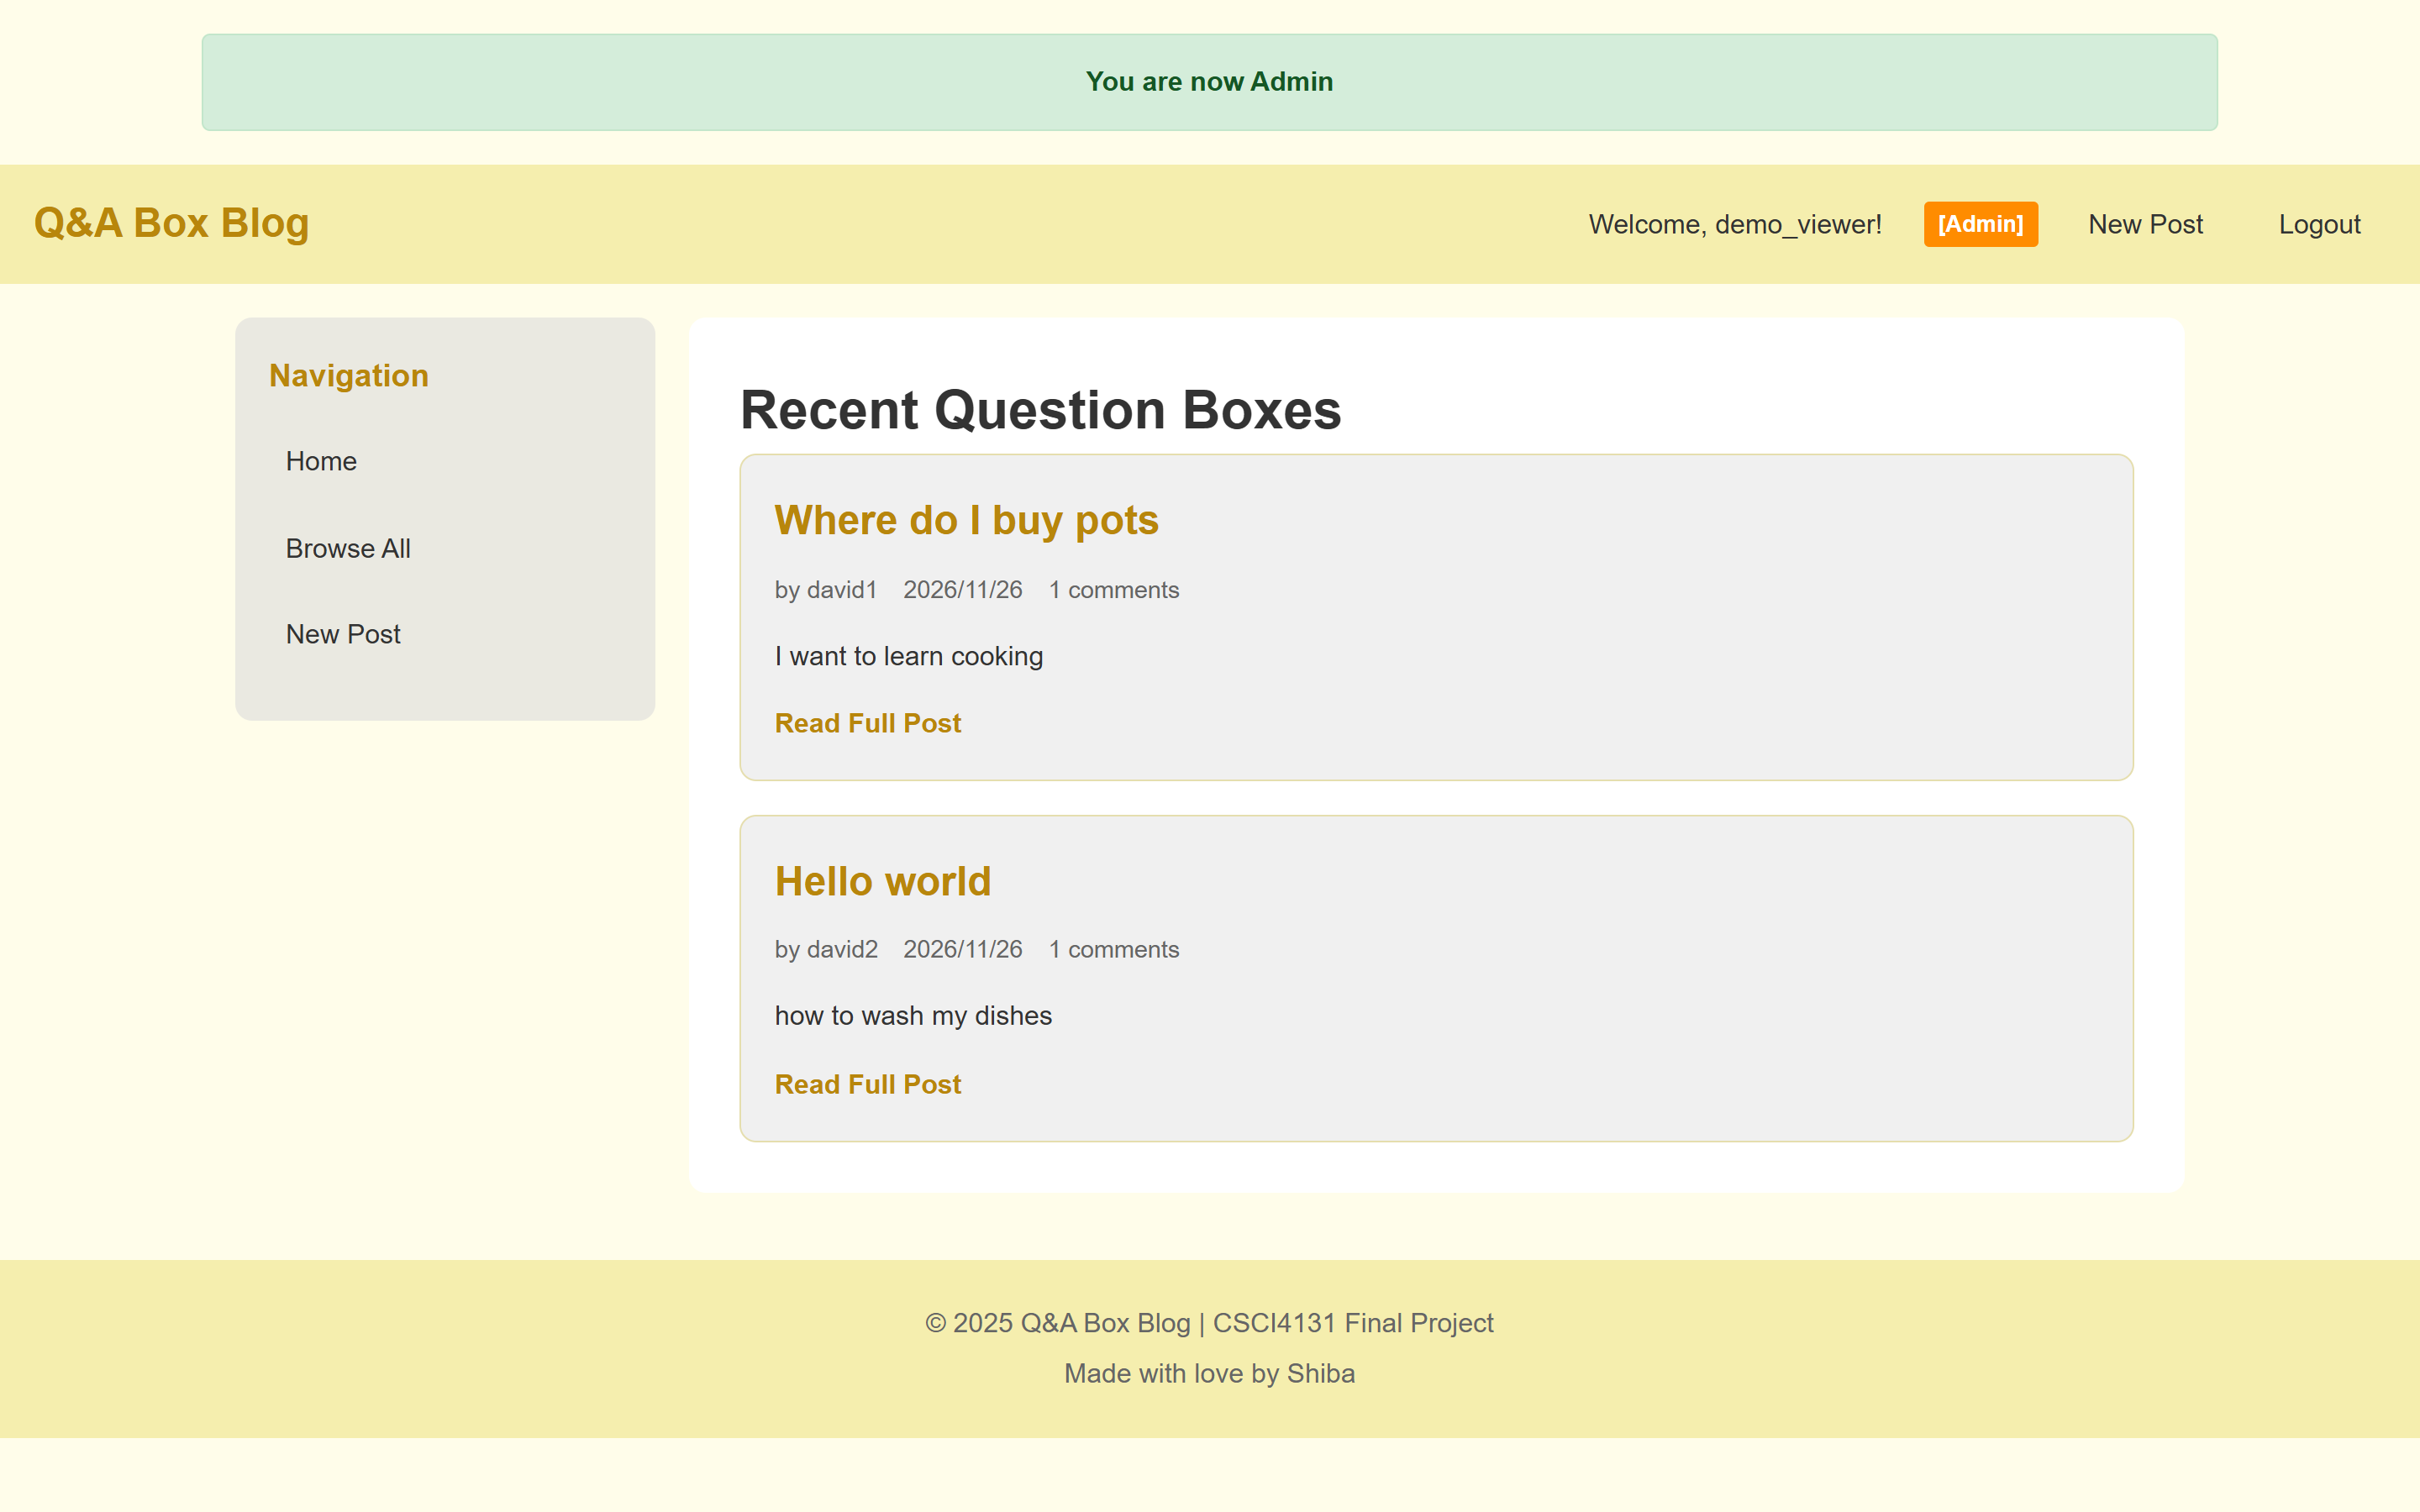 You are now Admin
Q&A Box Blog
Welcome, demo_viewer! [Admin] New Post Logout
Navigation
Home
Browse All
New Post
Recent Question Boxes
Where do I buy pots
by david1 2026/11/26 1 comments
I want to learn cooking
Read Full Post
Hello world
by david2 2026/11/26 1 comments
how to wash my dishes
Read Full Post
© 2025 Q&A Box Blog | CSCI4131 Final Project
Made with love by Shiba